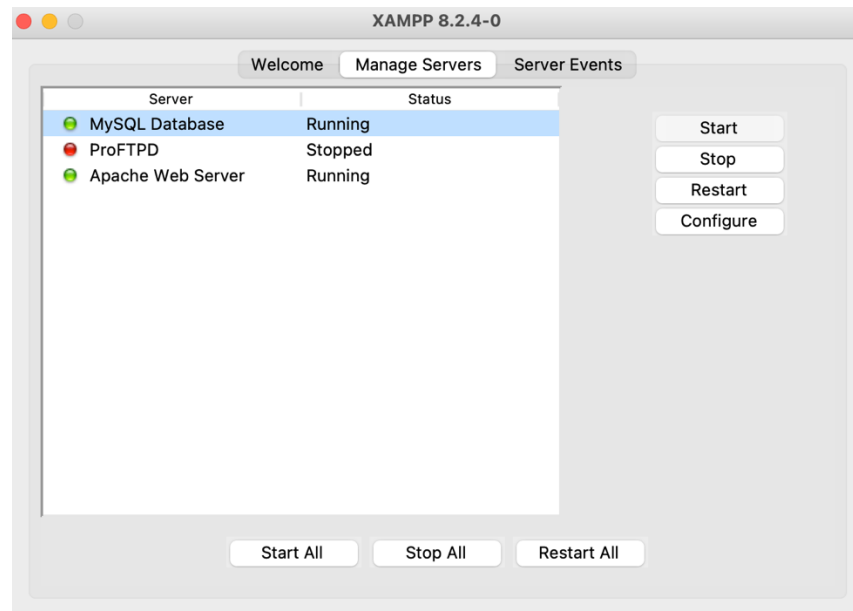 XAMPP 8.2.4-0
Welcome Manage Servers Server Events
Server Status
MySQL Database Running
ProFTPD Stopped
Apache Web Server Running
Start
Stop
Restart
Configure
Start All Stop All Restart All